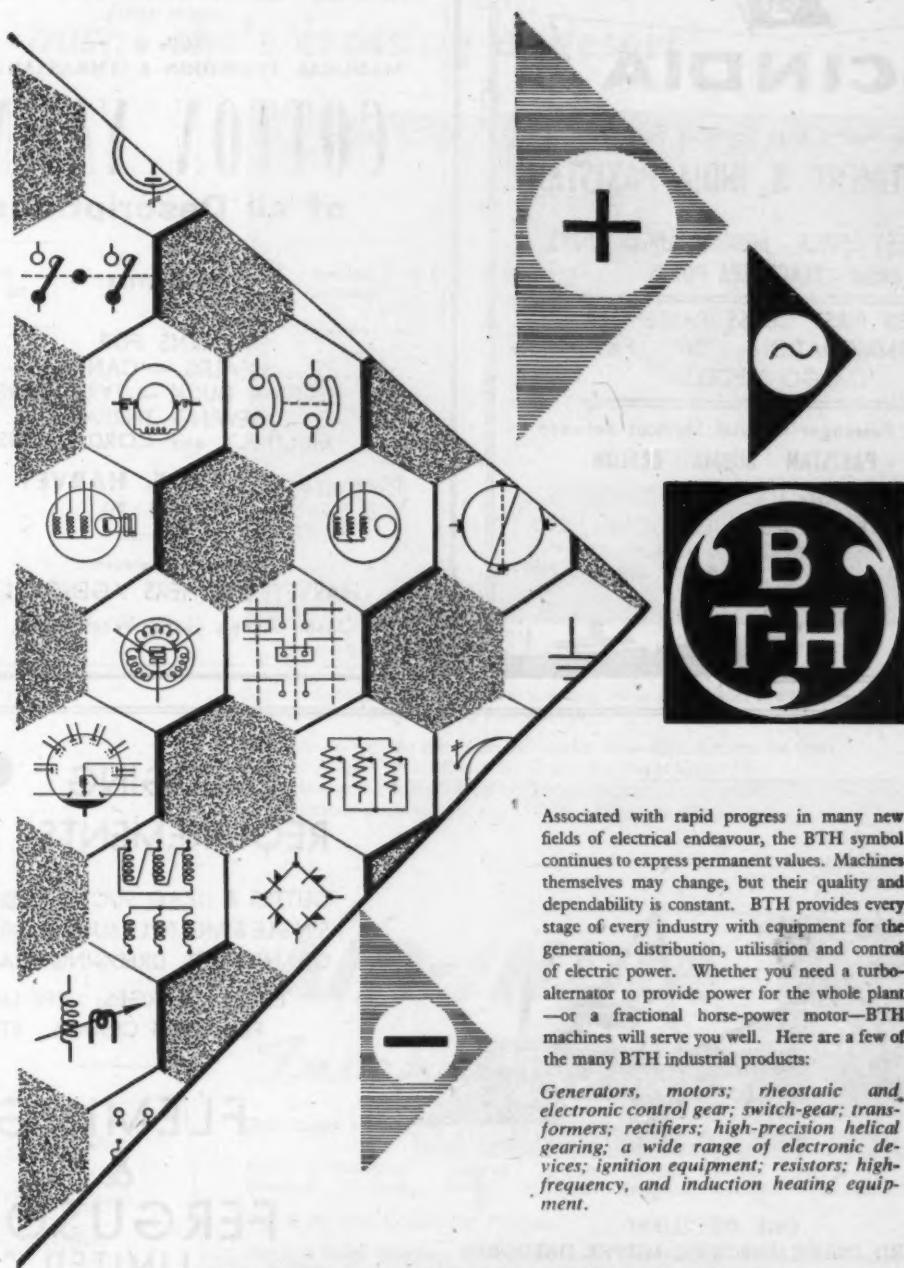 +
~
B
T-H
Associated with rapid progress in many new
fields of electrical endeavour, the BTH symbol
continues to express permanent values. Machines
themselves may change, but their quality and
dependability is constant. BTH provides every
stage of every industry with equipment for the
generation, distribution, utilisation and control
of electric power. Whether you need a turbo-
alternator to provide power for the whole plant
—or a fractional horse-power motor—BTH
machines will serve you well. Here are a few of
the many BTH industrial products:
Generators, motors; rheostatic and
electronic control gear; switch-gear; trans-
formers; rectifiers; high-precision helical
gearing; a wide range of electronic de-
vices; ignition equipment; resistors; high-
frequency, and induction heating equip-
ment.
−